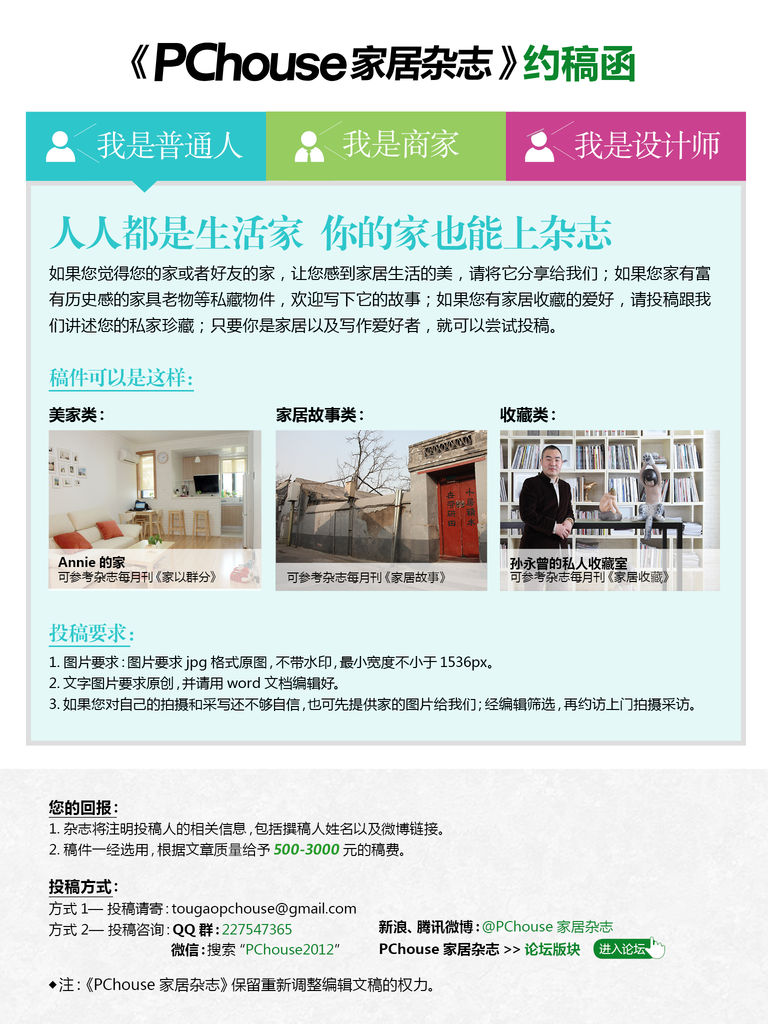 《PChouse家居杂志》约稿函
我是普通人
我是商家
我是设计师
人人都是生活家 你的家也能上杂志
如果您觉得您的家或者好友的家，让您感到家居生活的美，请将它分享给我们；如果您家有富
有历史感的家具老物等私藏物件，欢迎写下它的故事；如果您有家居收藏的爱好，请投稿跟我
们讲述您的私家珍藏；只要你是家居以及写作爱好者，就可以尝试投稿。
稿件可以是这样：
美家类：
家居故事类：
收藏类：
Annie 的家
可参考杂志每月刊《家以群分》
可参考杂志每月刊《家居故事》
孙永曾的私人收藏室
可参考杂志每月刊《家居收藏》
投稿要求：
1. 图片要求：图片要求 jpg 格式原图，不带水印，最小宽度不小于 1536px。
2. 文字图片要求原创，并请用 word 文档编辑好。
3. 如果您对自己的拍摄和采写还不够自信，也可先提供家的图片给我们；经编辑筛选，再约访上门拍摄采访。
您的回报：
1. 杂志将注明投稿人的相关信息，包括撰稿人姓名以及微博链接。
2. 稿件一经选用，根据文章质量给予 500-3000 元的稿费。
投稿方式：
方式 1— 投稿请寄：tougaopchouse@gmail.com
方式 2— 投稿咨询：QQ 群：227547365
微信：搜索 “PChouse2012”
新浪、腾讯微博：@PChouse 家居杂志
PChouse 家居杂志 >> 论坛版块 进入论坛
◆注：《PChouse 家居杂志》保留重新调整编辑文稿的权力。